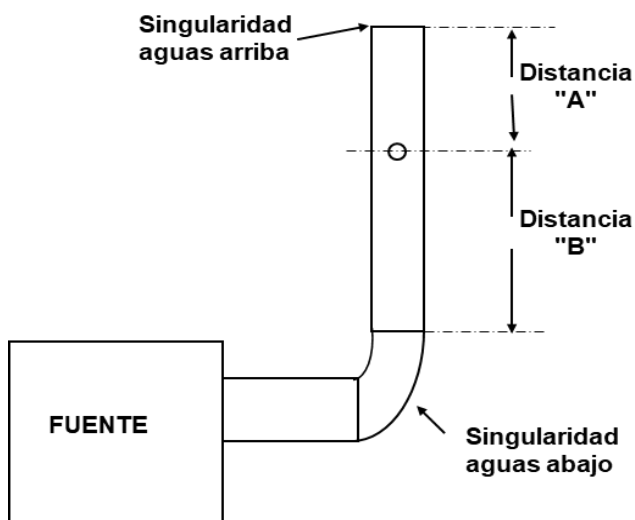 Singularidad
aguas arriba
Distancia
"A"
Distancia
"B"
FUENTE
Singularidad
aguas abajo